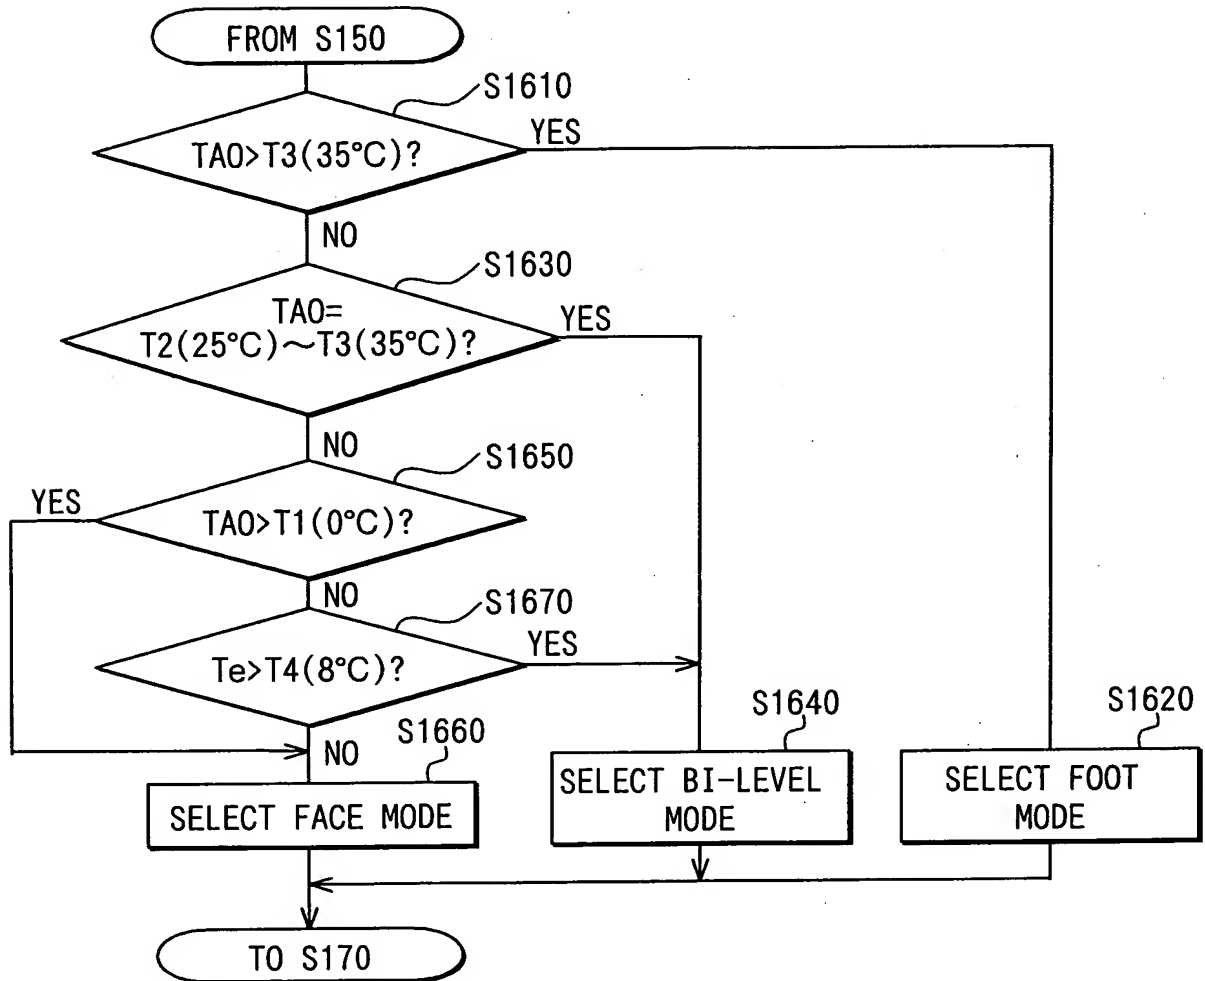 FROM S150
S1610
TAO>T3(35°C)?
YES
NO
S1630
TAO=
T2(25°C)~T3(35°C)?
YES
NO
S1650
YES
TAO>T1(0°C)?
NO
S1670
Te>T4(8°C)?
YES
NO
S1660
SELECT FACE MODE
S1640
SELECT BI-LEVEL
MODE
S1620
SELECT FOOT
MODE
TO S170